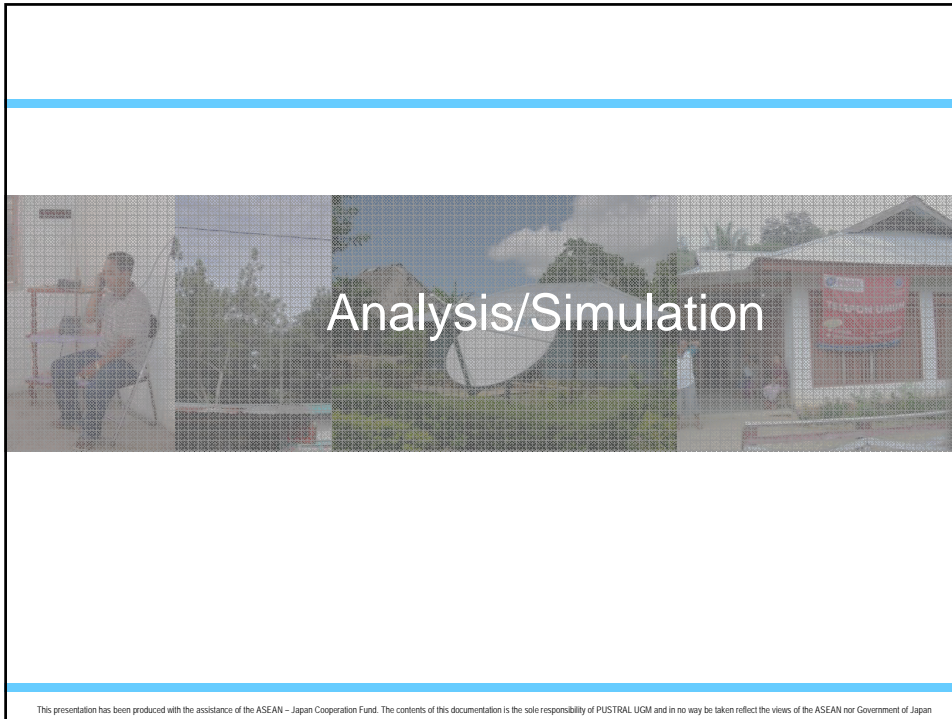 Analysis/Simulation
This presentation has been produced with the assistance of the ASEAN – Japan Cooperation Fund. The contents of this documentation is the sole responsibility of PUSTRAL UGM and in no way be taken reflect the views of the ASEAN nor Government of Japan